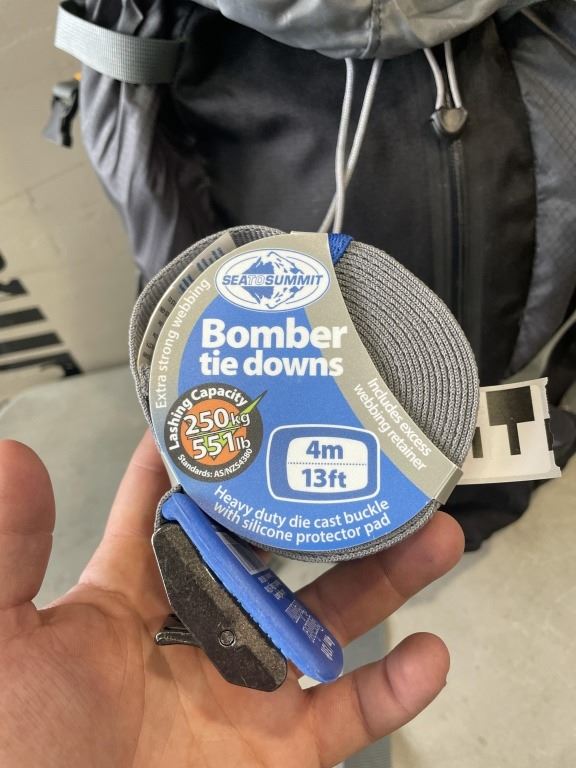 SEA TO SUMMIT
Bomber
tie downs
Extra strong webbing
Lashing Capacity
250kg
551lb
Standards: AS/NZS4380
Includes excess
webbing retainer
4m
13ft
Heavy duty die cast buckle
with silicone protector pad